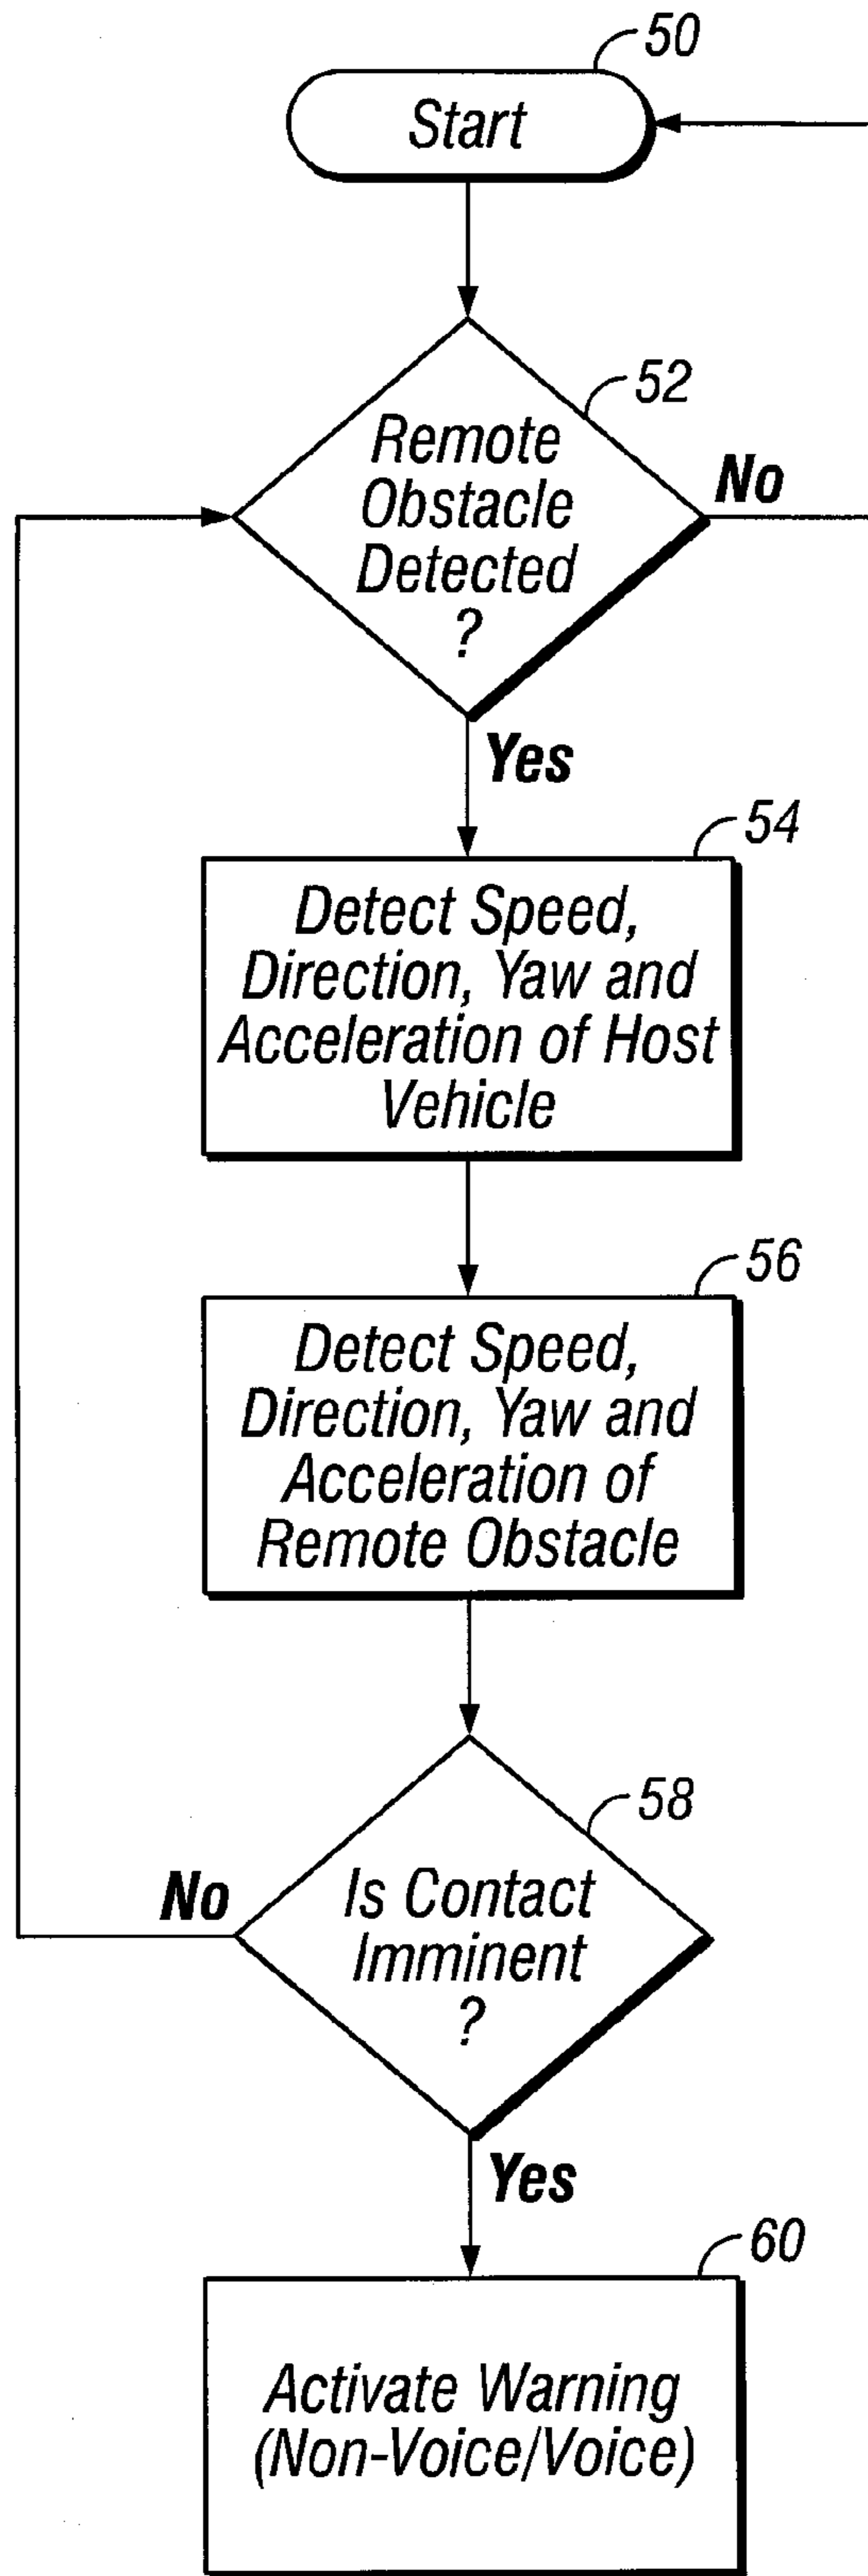 50
Start
52
Remote
Obstacle
Detected
?
No
Yes
54
Detect Speed,
Direction, Yaw and
Acceleration of Host
Vehicle
56
Detect Speed,
Direction, Yaw and
Acceleration of
Remote Obstacle
58
No
Is Contact
Imminent
?
Yes
60
Activate Warning
(Non-Voice/Voice)